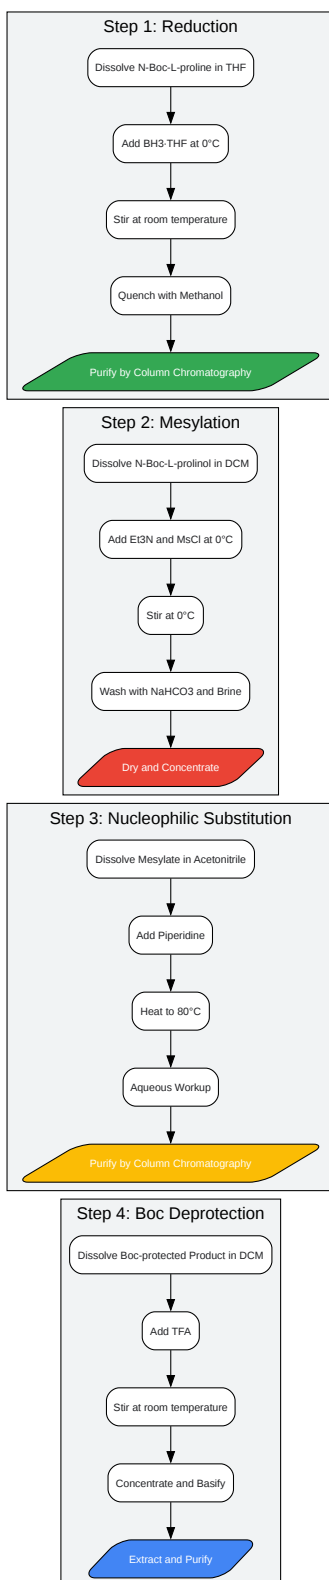 Step 1: Reduction
Dissolve N-Boc-L-proline in THF
Add BH3·THF at 0°C
Stir at room temperature
Quench with Methanol
Purify by Column Chromatography
Step 2: Mesylation
Dissolve N-Boc-L-prolinol in DCM
Add Et3N and MsCl at 0°C
Stir at 0°C
Wash with NaHCO3 and Brine
Dry and Concentrate
Step 3: Nucleophilic Substitution
Dissolve Mesylate in Acetonitrile
Add Piperidine
Heat to 80°C
Aqueous Workup
Purify by Column Chromatography
Step 4: Boc Deprotection
Dissolve Boc-protected Product in DCM
Add TFA
Stir at room temperature
Concentrate and Basify
Extract and Purify